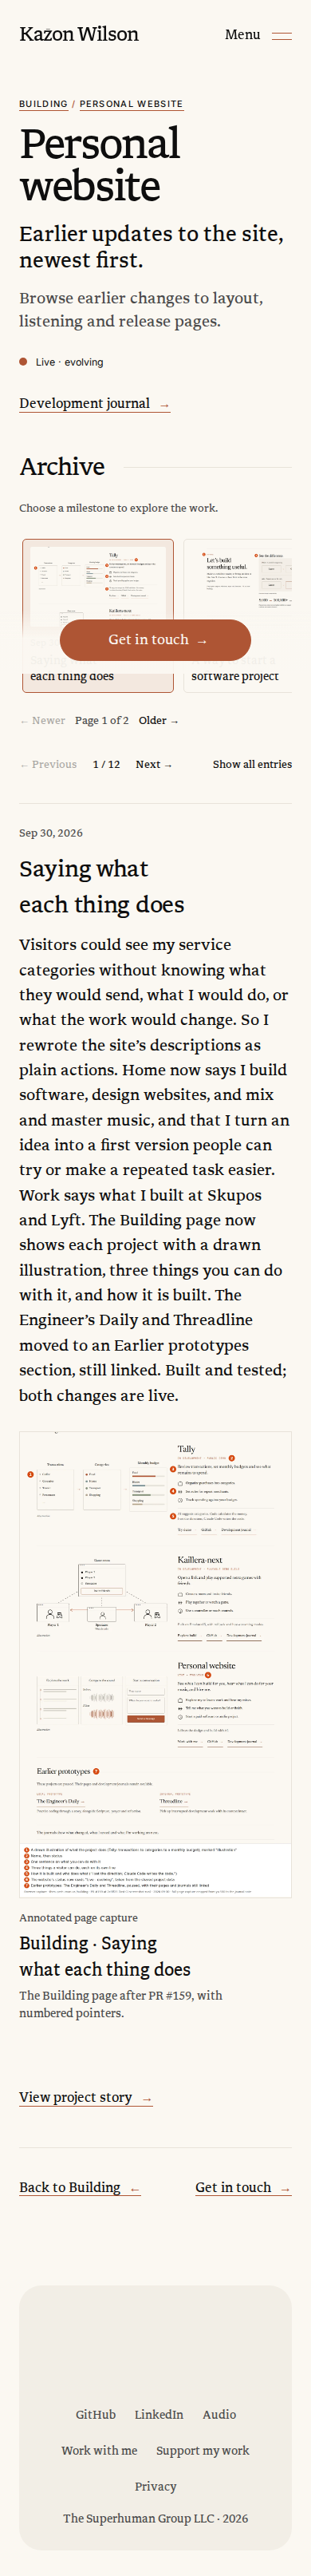 Kazon Wilson
Menu
BUILDING / PERSONAL WEBSITE
Personal
website
Earlier updates to the site,
newest first.
Browse earlier changes to layout,
listening and release pages.
Live · evolving
Development journal →
Archive
Choose a milestone to explore the work.
Tally
Let's build
something useful.
Get in touch →
each thing does
software project
← Newer Page 1 of 2 Older →
← Previous 1 / 12 Next → Show all entries
Sep 30, 2026
Saying what
each thing does
Visitors could see my service
categories without knowing what
they would send, what I would do, or
what the work would change. So I
rewrote the site's descriptions as
plain actions. Home now says I build
software, design websites, and mix
and master music, and that I turn an
idea into a first version people can
try or make a repeated task easier.
Work says what I built at Skupos
and Lyft. The Building page now
shows each project with a drawn
illustration, three things you can do
with it, and how it is built. The
Engineer's Daily and Threadline
moved to an Earlier prototypes
section, still linked. Built and tested;
both changes are live.
Tally
Kaillera-next
Personal website
Earlier prototypes
The Engineer's Daily →
Threadline →
Annotated page capture
Building · Saying
what each thing does
The Building page after PR #159, with
numbered pointers.
View project story →
Back to Building ←
Get in touch →
GitHub LinkedIn Audio
Work with me Support my work
Privacy
The Superhuman Group LLC · 2026